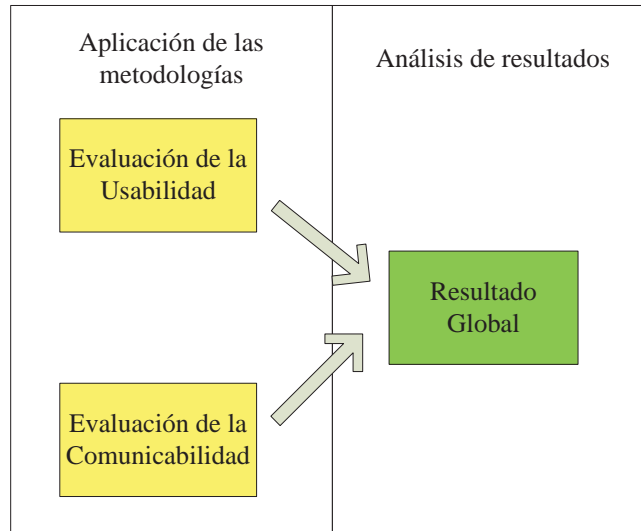 Aplicación de las
metodologías
Análisis de resultados
Evaluación de la
Usabilidad
Resultado
Global
Evaluación de la
Comunicabilidad